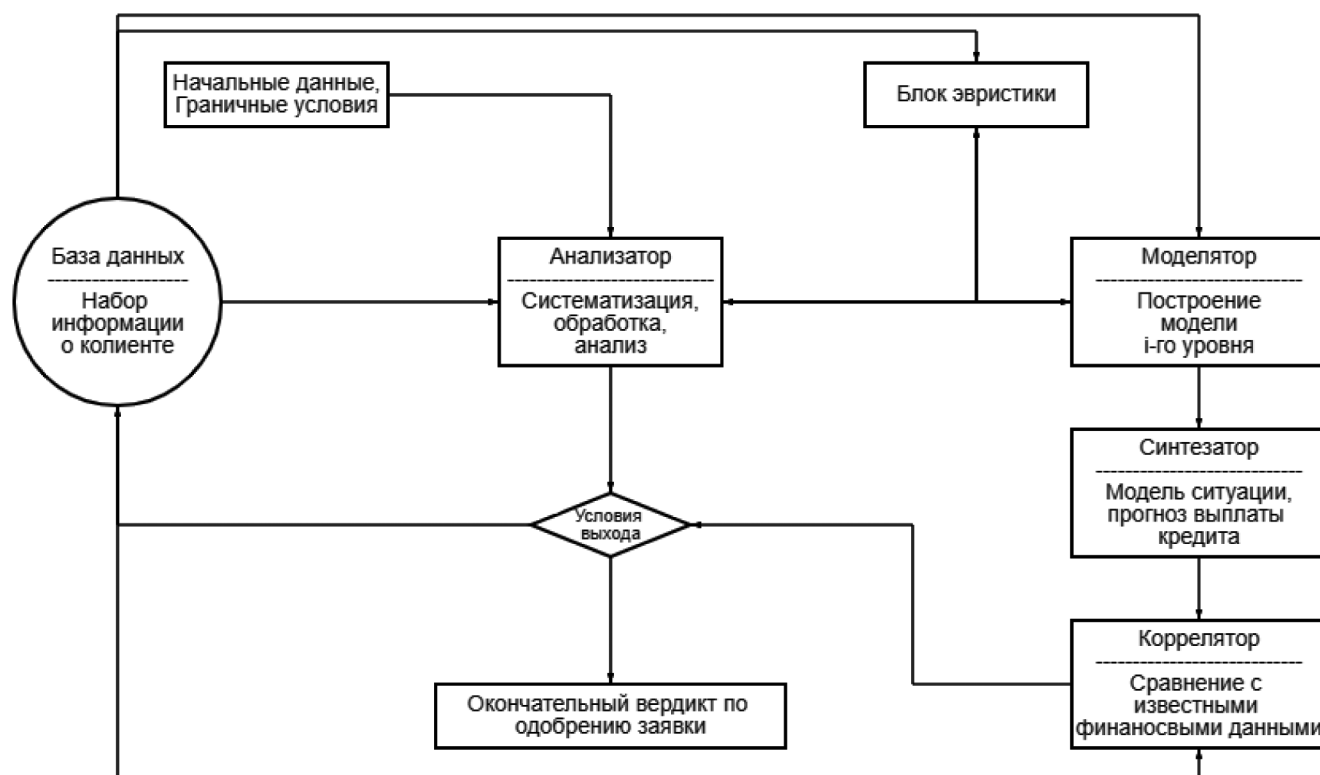 Начальные данные,
Граничные условия
Блок эвристики
База данных
Набор
информации
о колиенте
Анализатор
Систематизация,
обработка,
анализ
Моделятор
Построение
модели
i-го уровня
Синтезатор
Модель ситуации,
прогноз выплаты
кредита
Условия
выхода
Коррелятор
Сравнение с
известными
финаносвыми данными
Окончательный вердикт по
одобрению заявки